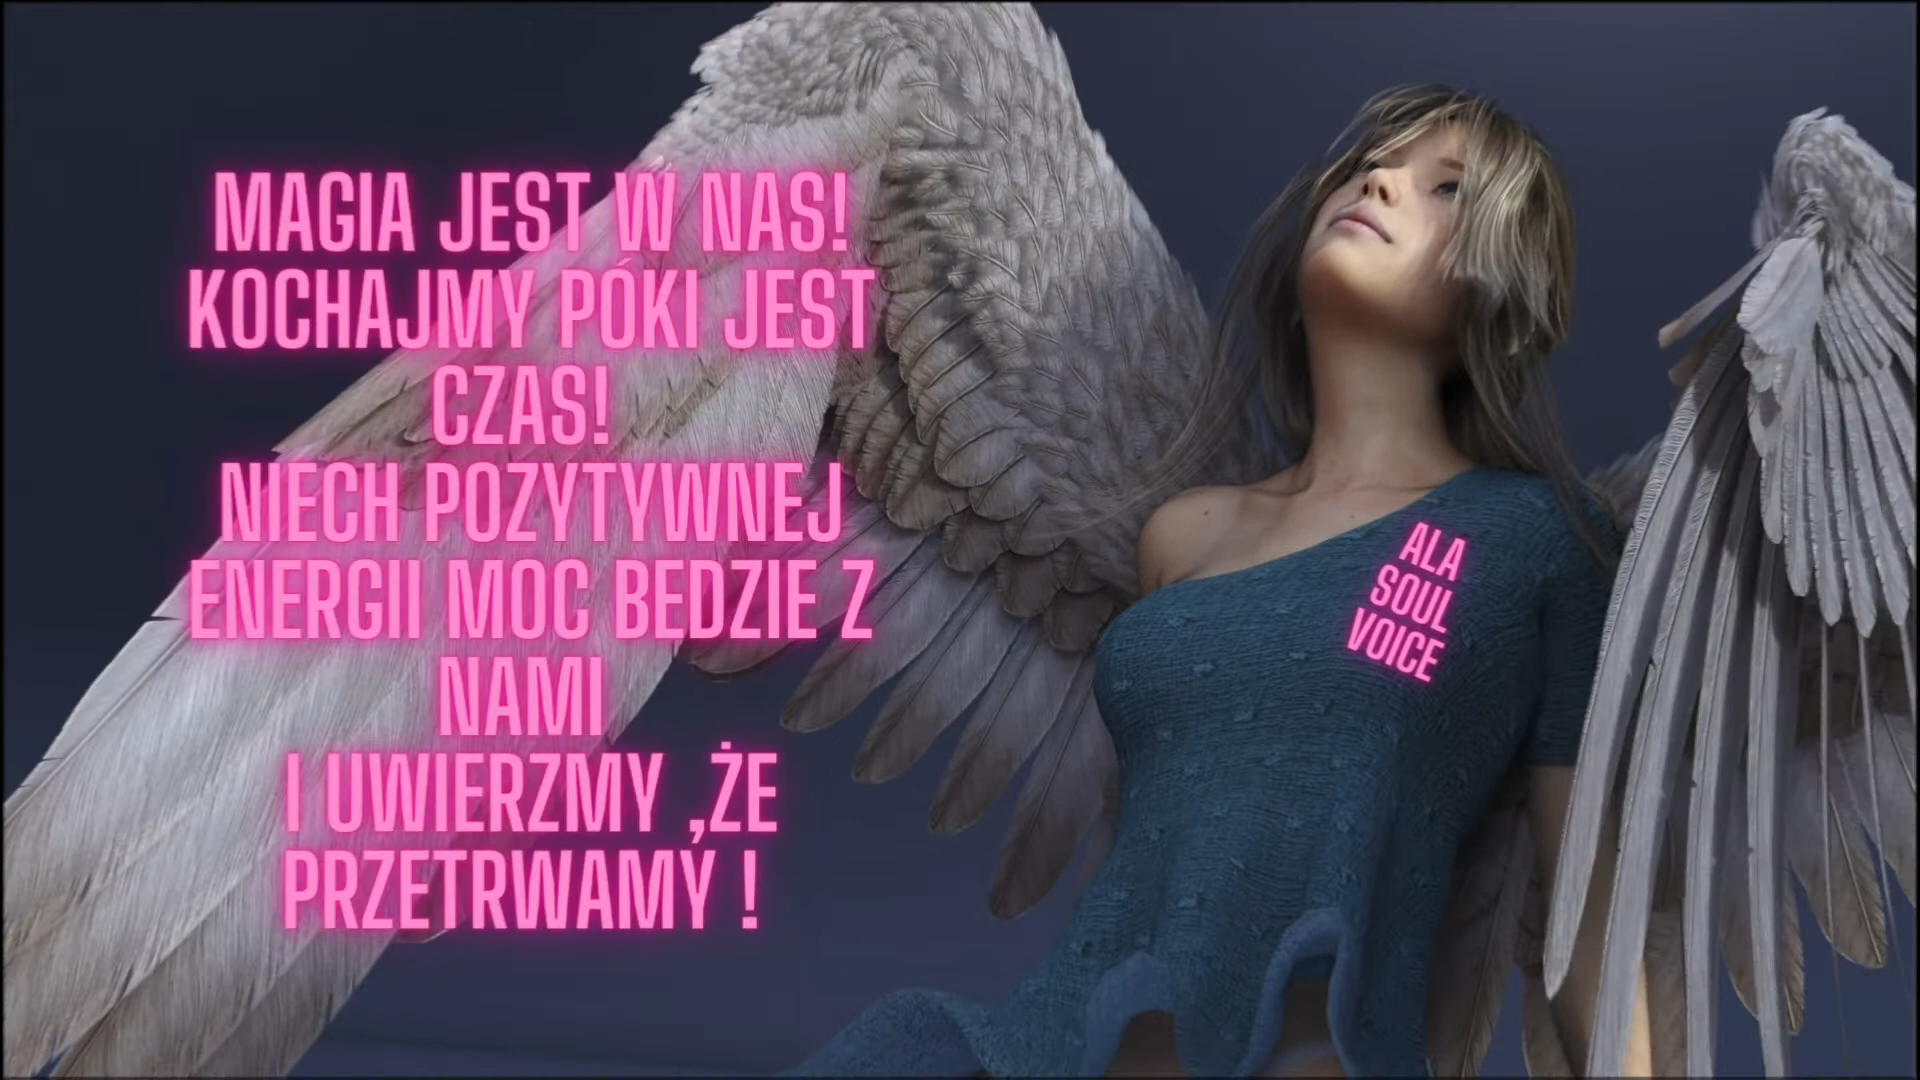 MAGIA JEST W NAS!
KOCHAJMY PÓKI JEST
CZAS!
NIECH POZYTYWNEJ
ENERGII MOC BEDZIE Z
NAMI
I UWIERZMY ,ŻE
PRZETRWAMY !
ALA
SOUL
VOICE